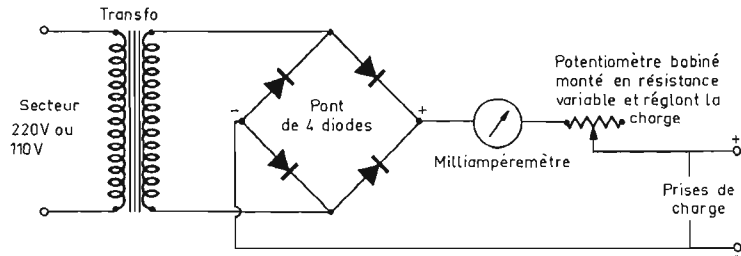 Transfo
Secteur
220V ou
110V
-
Pont
de 4 diodes
+
Milliampéremètre
Potentiomètre bobiné
monté en résistance
variable et réglont la
charge
+
Prises de
charge
-